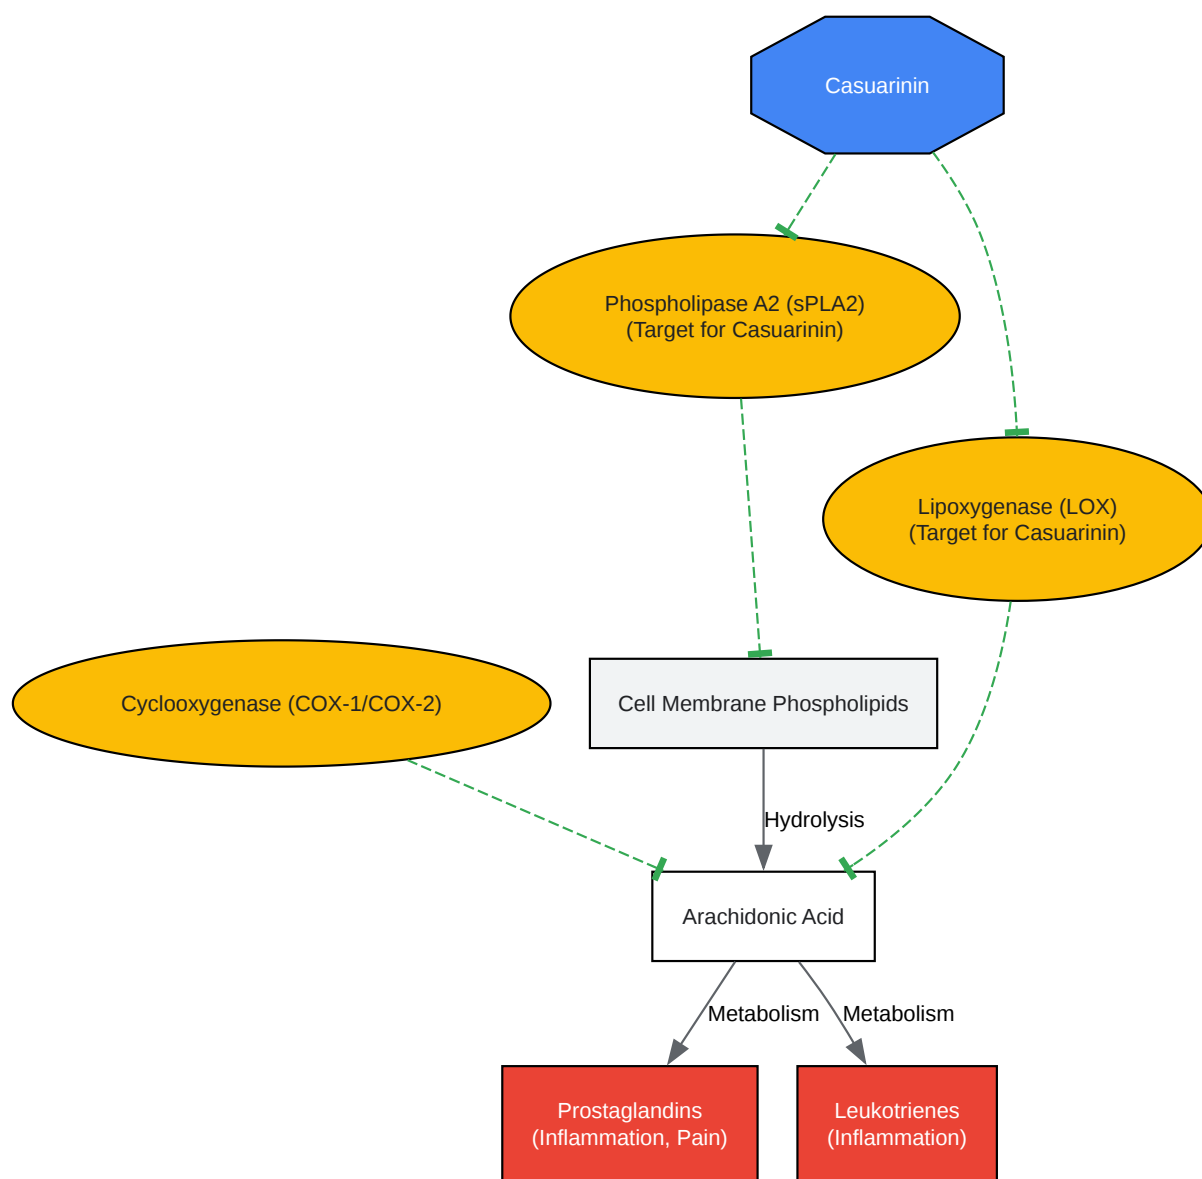 Casuarinin
Phospholipase A2 (sPLA2)
(Target for Casuarinin)
Lipoxygenase (LOX)
(Target for Casuarinin)
Cyclooxygenase (COX-1/COX-2)
Cell Membrane Phospholipids
Hydrolysis
Arachidonic Acid
Metabolism
Metabolism
Prostaglandins
(Inflammation, Pain)
Leukotrienes
(Inflammation)